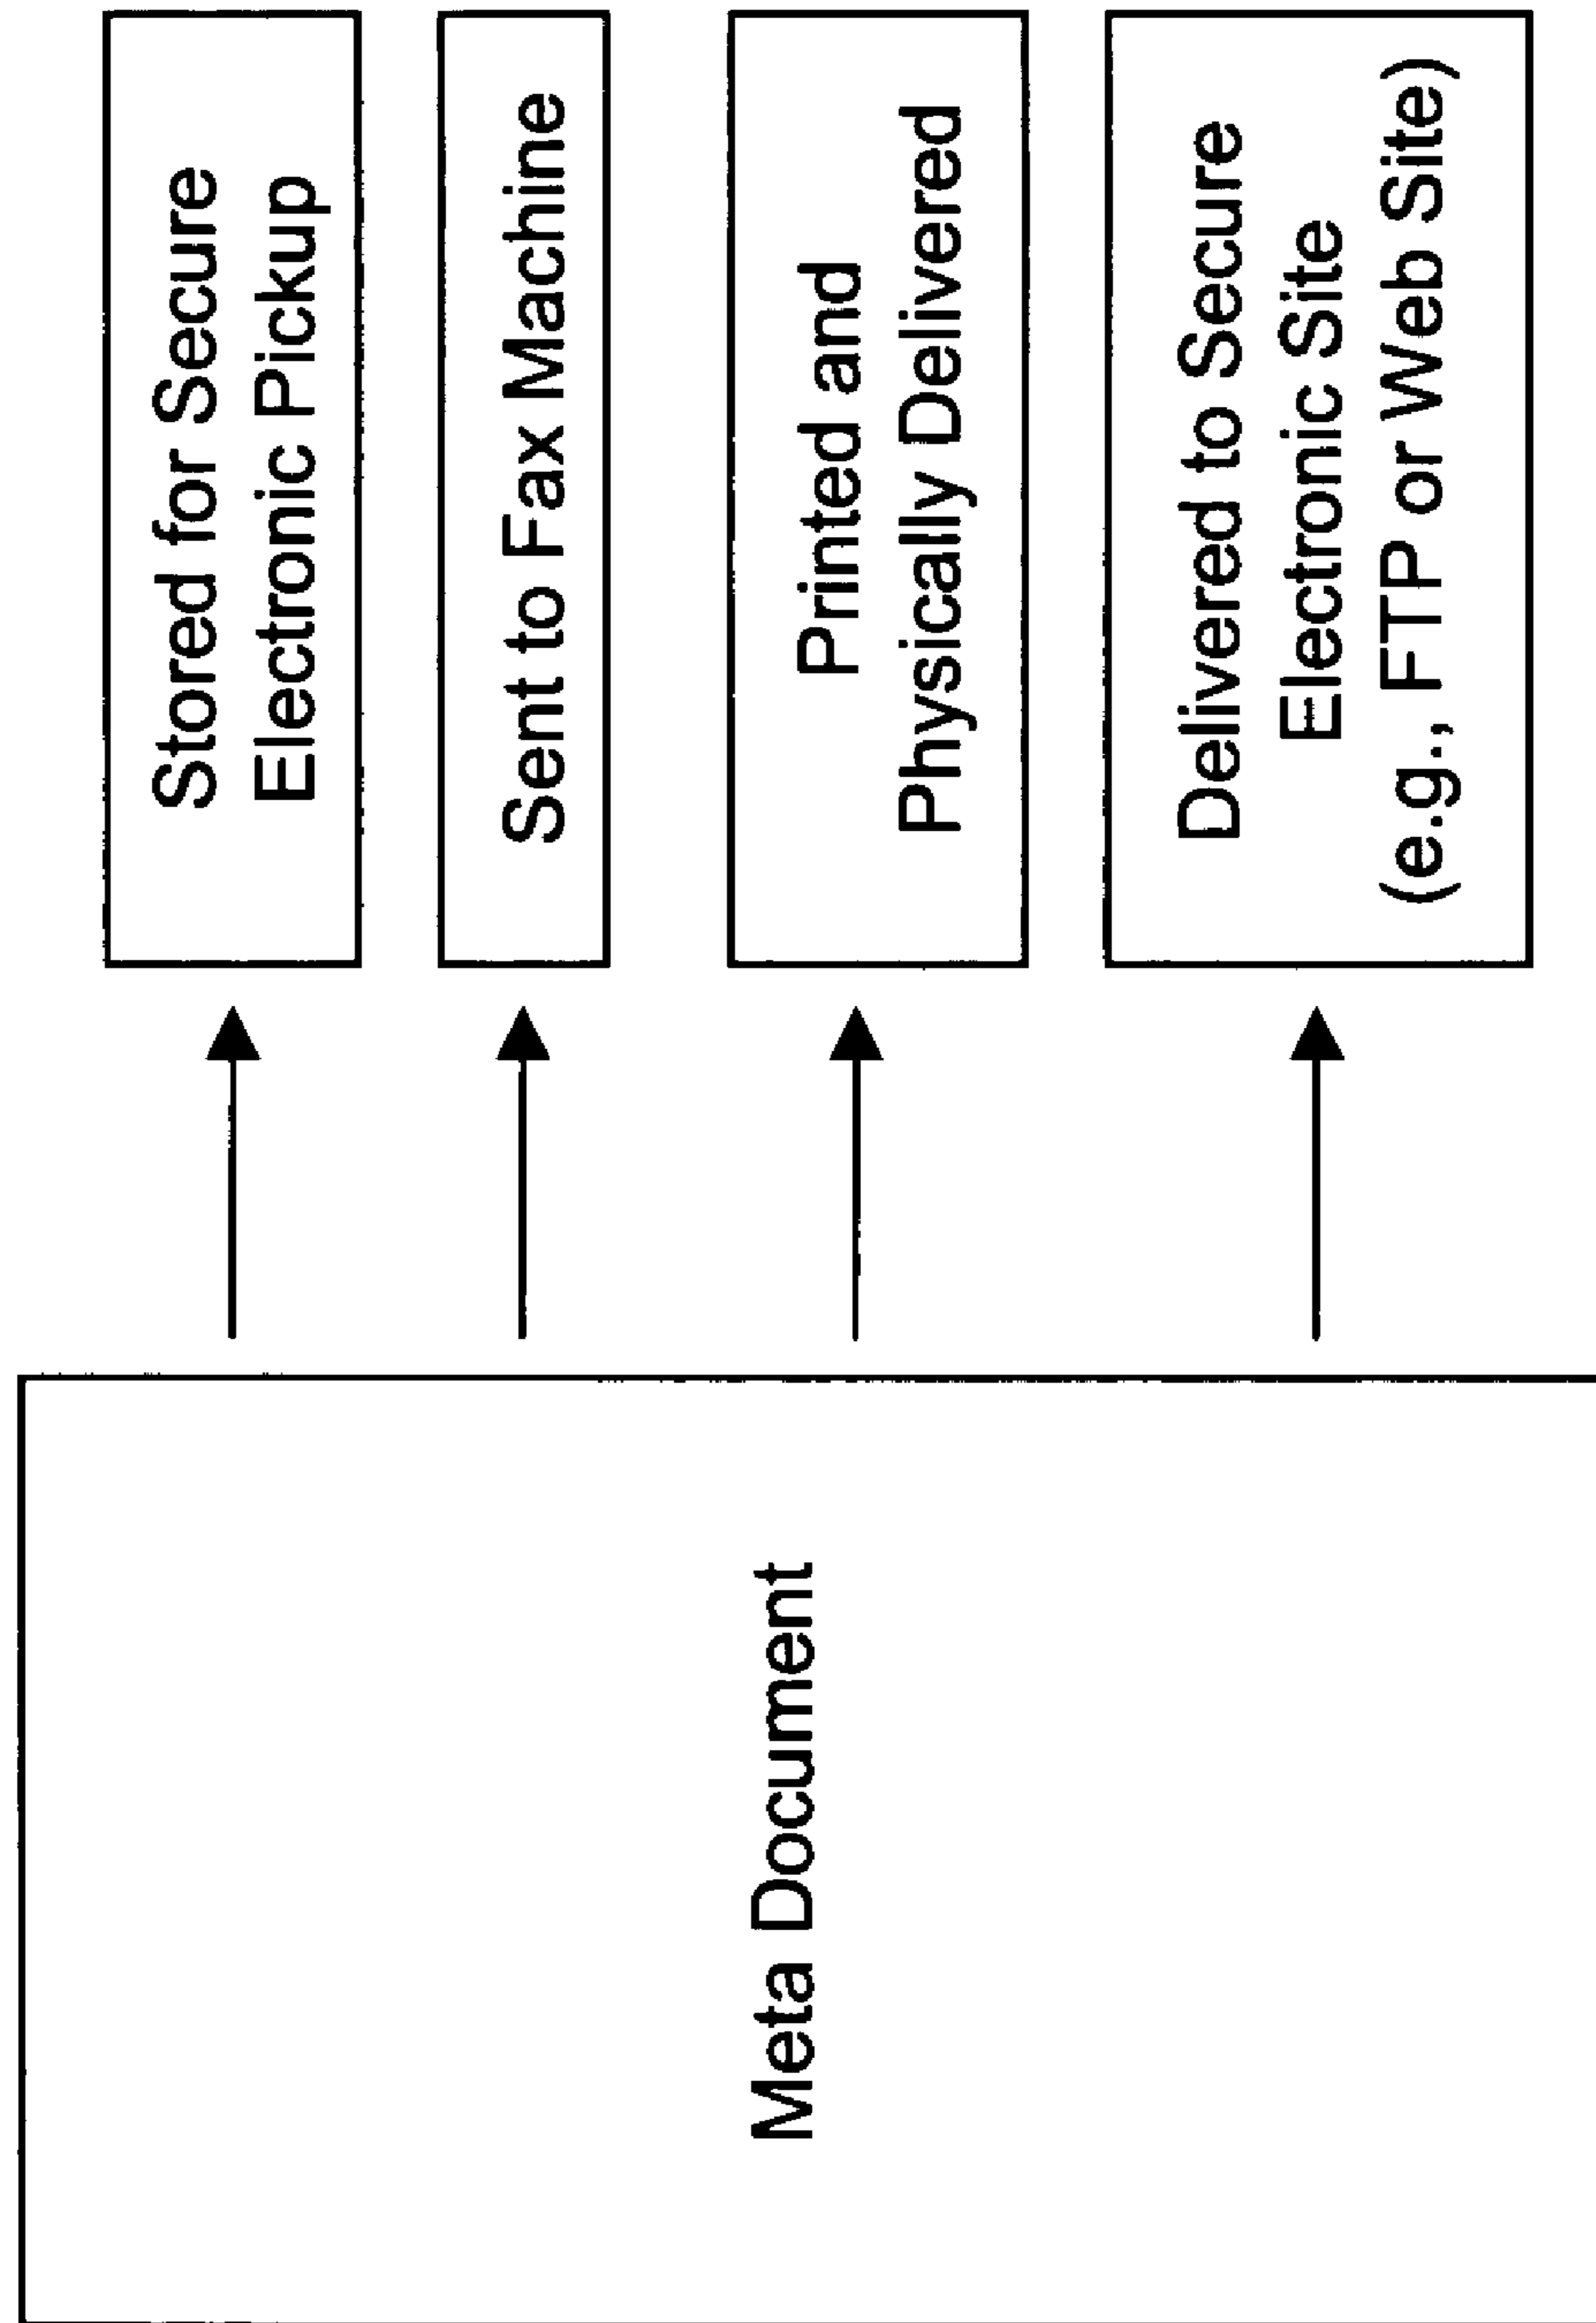 Meta Document
Stored for Secure
Electronic Pickup
Sent to Fax Machine
Printed and
Physically Delivered
Delivered to Secure
Electronic Site
(e.g., FTP or Web Site)